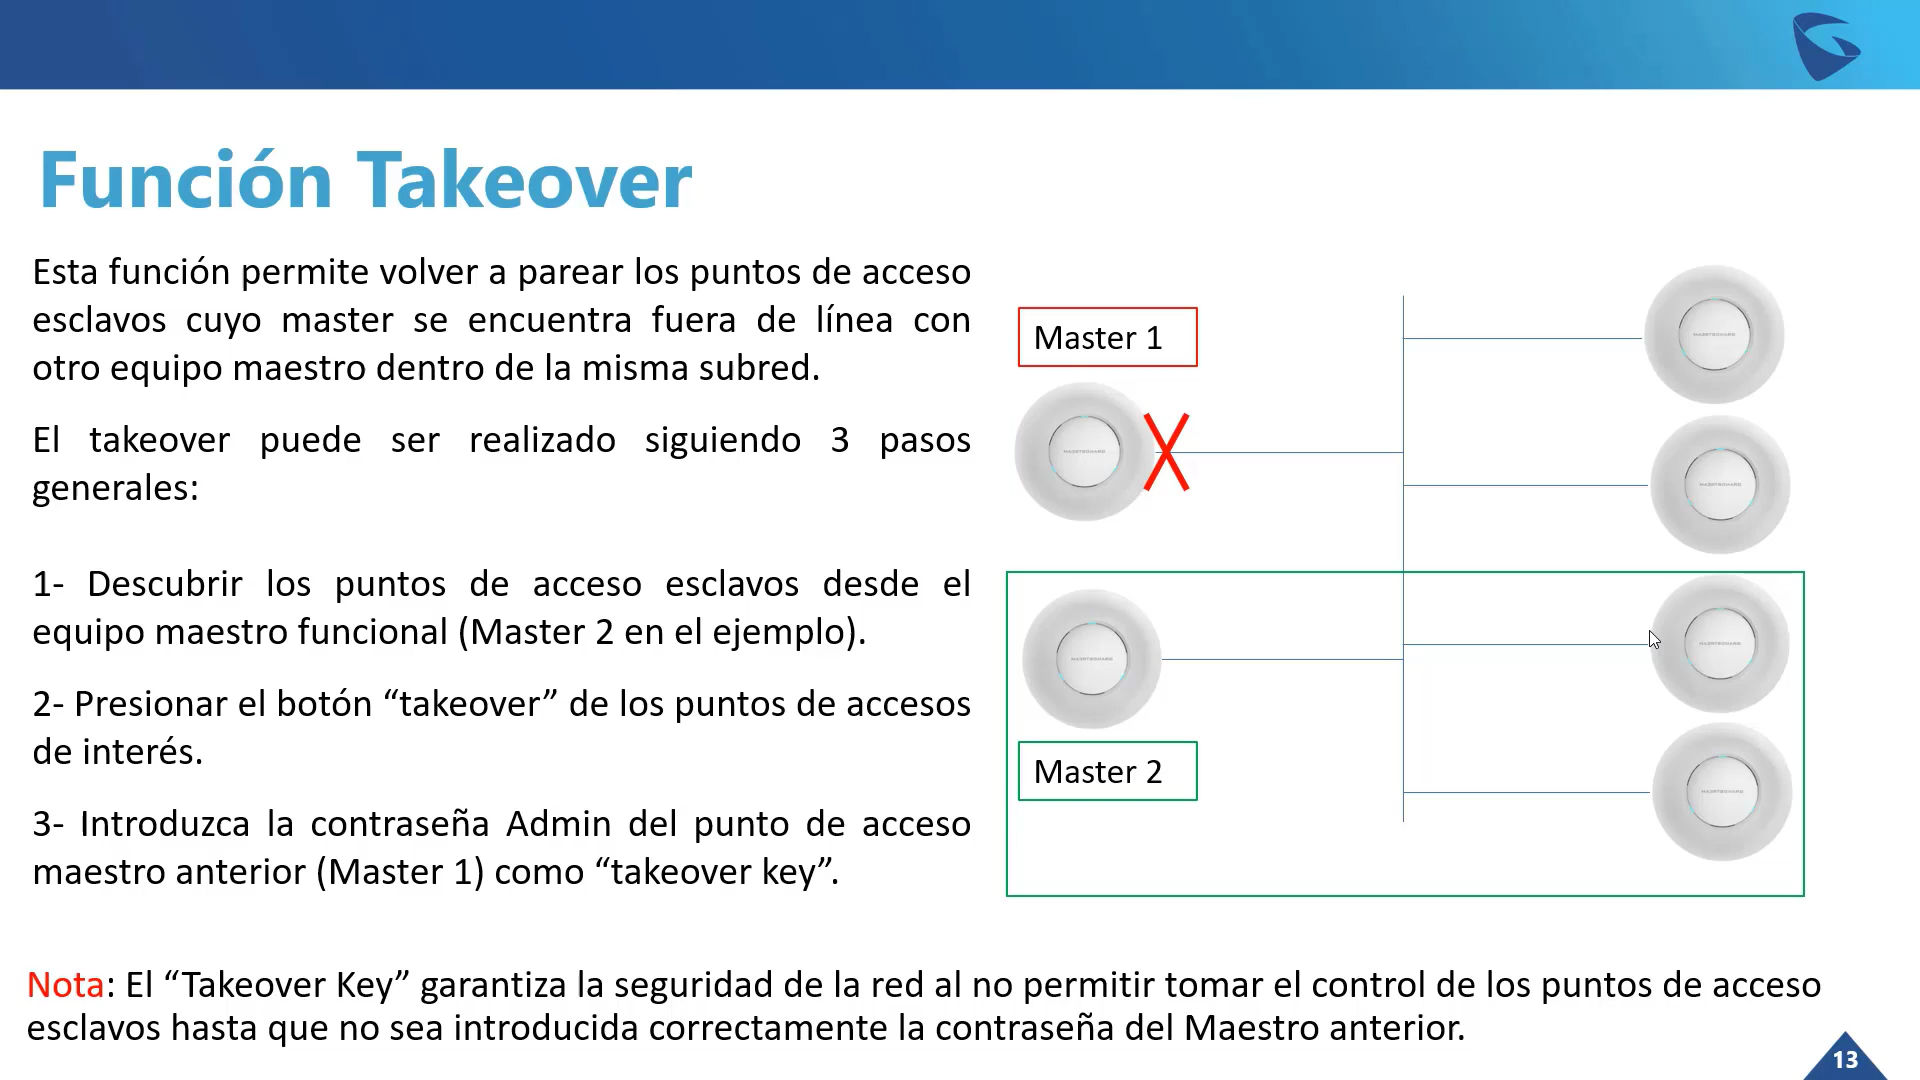 Función Takeover
Esta función permite volver a parear los puntos de acceso
esclavos cuyo master se encuentra fuera de línea con
otro equipo maestro dentro de la misma subred.
El takeover puede ser realizado siguiendo 3 pasos
generales:
1- Descubrir los puntos de acceso esclavos desde el
equipo maestro funcional (Master 2 en el ejemplo).
2- Presionar el botón “takeover” de los puntos de accesos
de interés.
3- Introduzca la contraseña Admin del punto de acceso
maestro anterior (Master 1) como “takeover key”.
Master 1
Master 2
Nota: El “Takeover Key” garantiza la seguridad de la red al no permitir tomar el control de los puntos de acceso
esclavos hasta que no sea introducida correctamente la contraseña del Maestro anterior.
13